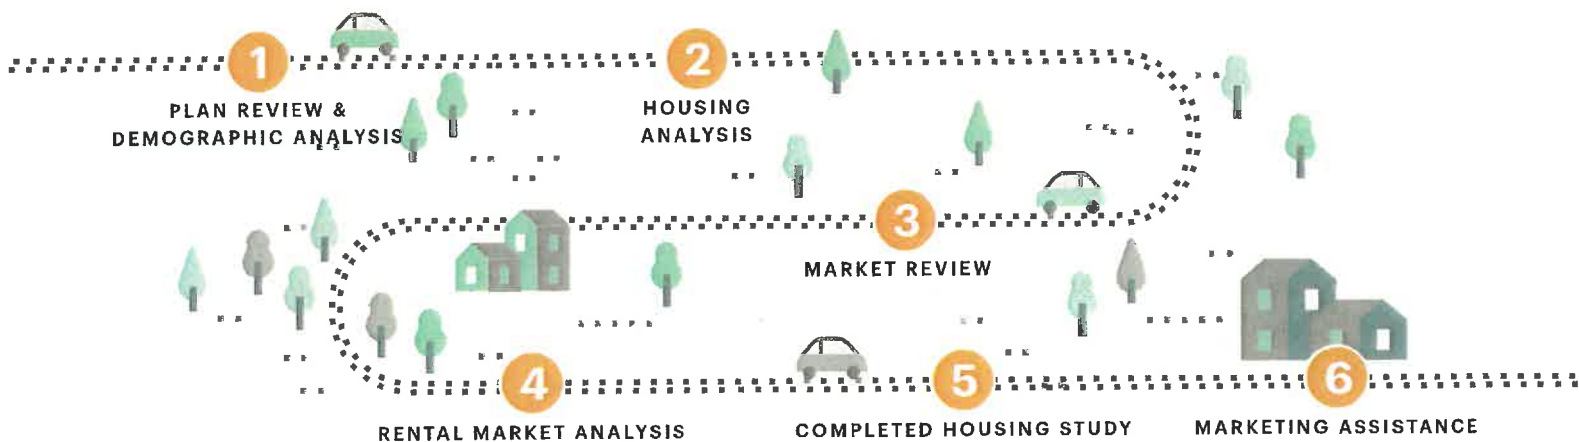 1
PLAN REVIEW &
DEMOGRAPHIC ANALYSIS
2
HOUSING
ANALYSIS
3
MARKET REVIEW
4
RENTAL MARKET ANALYSIS
5
COMPLETED HOUSING STUDY
6
MARKETING ASSISTANCE